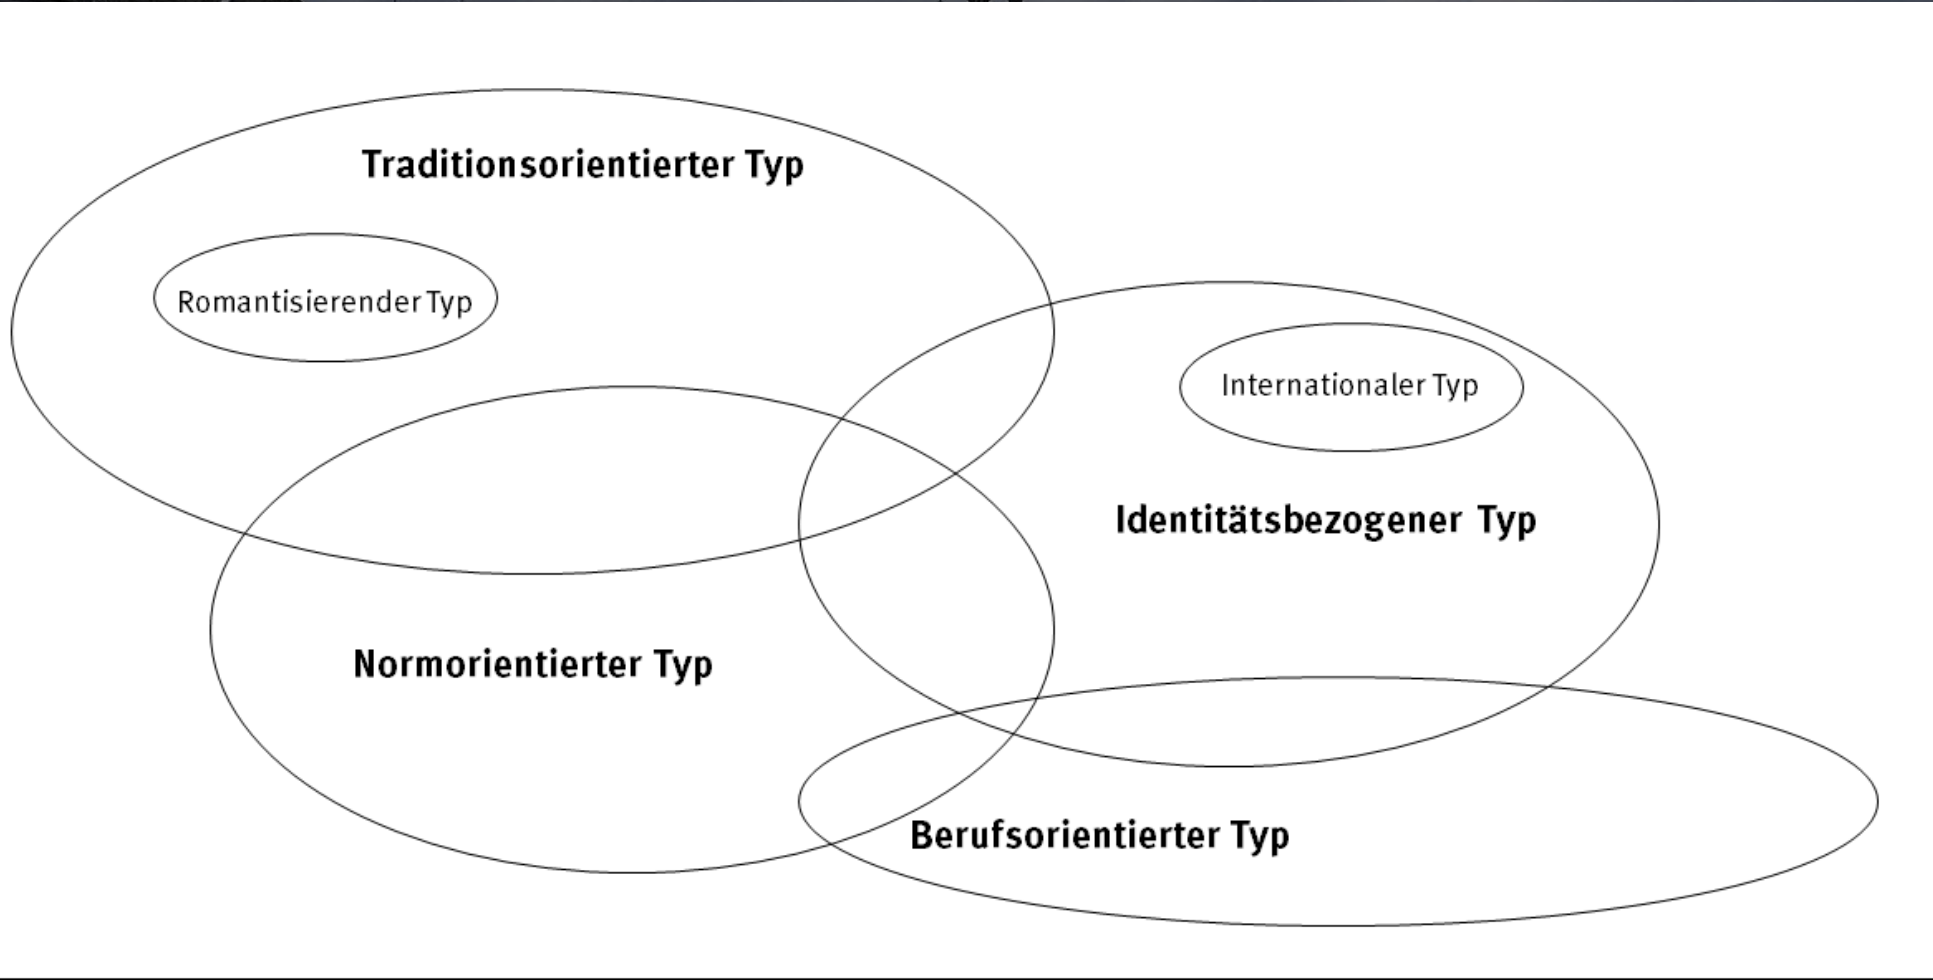 Traditionsorientierter Typ
Romantisierender Typ
Internationaler Typ
Identitätsbezogener Typ
Normorientierter Typ
Berufsorientierter Typ